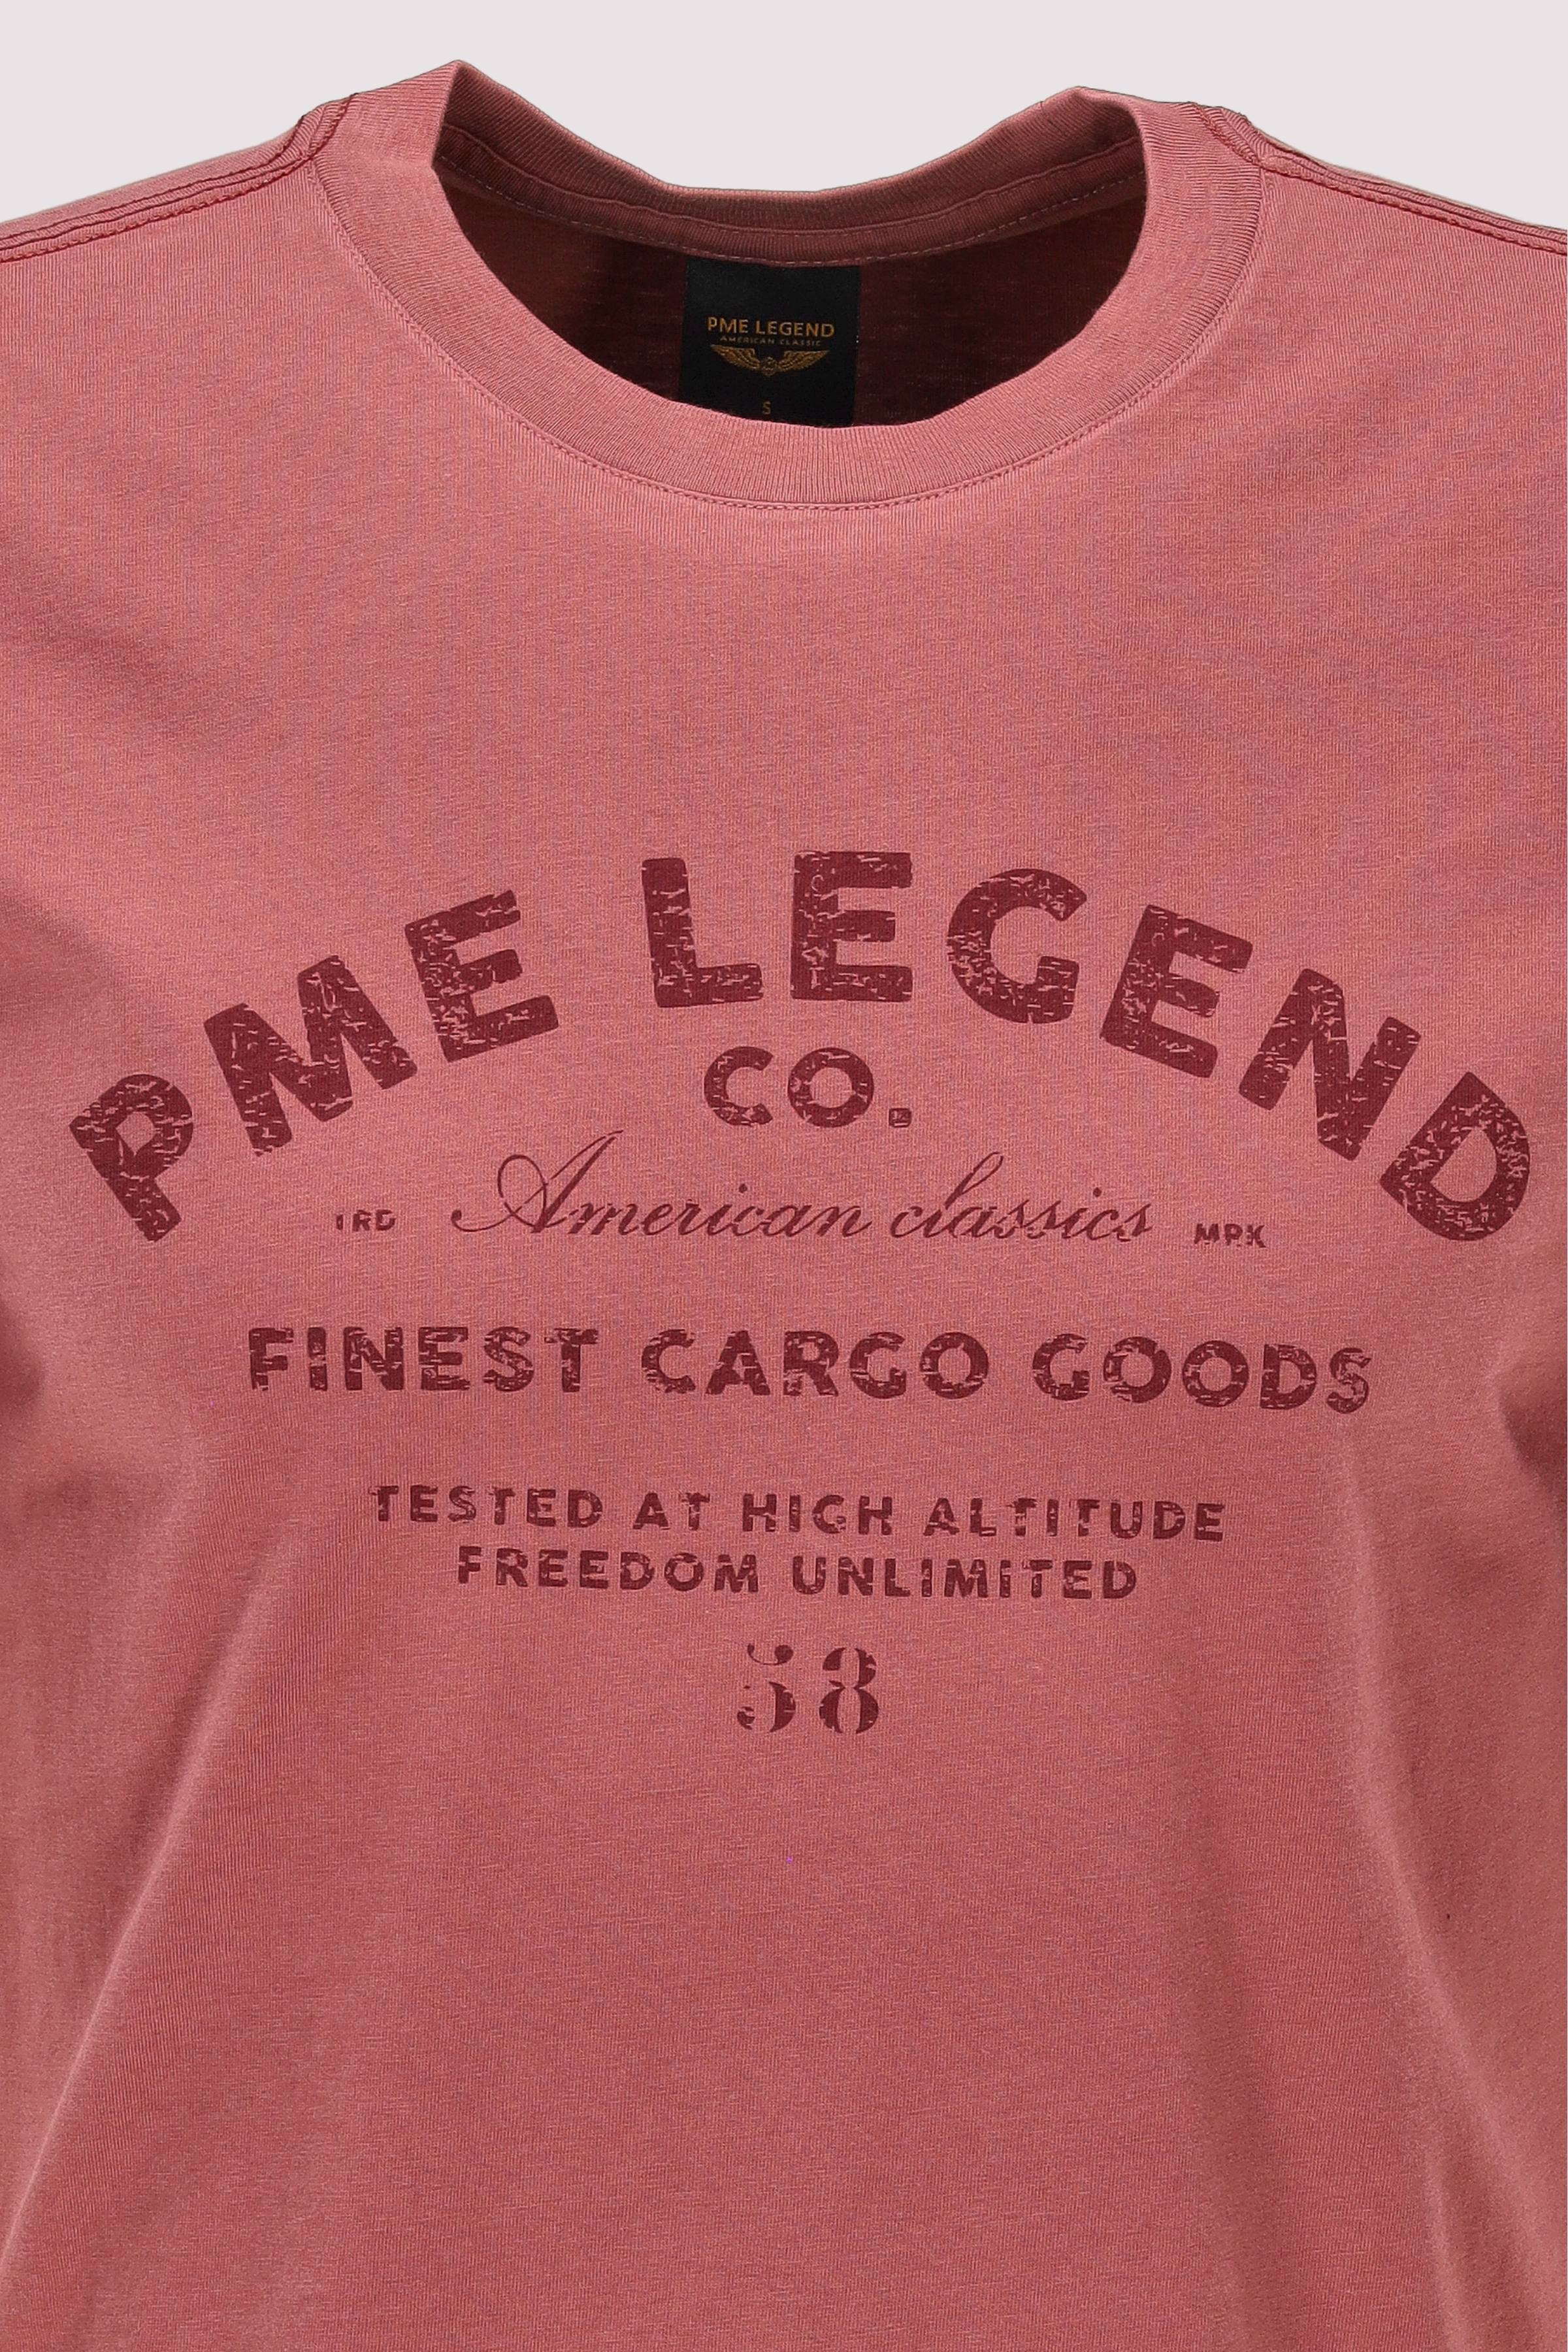 PME LEGEND
AMERICAN CLASSIC
S
PME LEGEND
CO.
TRD American classics MRK
FINEST CARGO GOODS
TESTED AT HIGH ALTITUDE
FREEDOM UNLIMITED
58